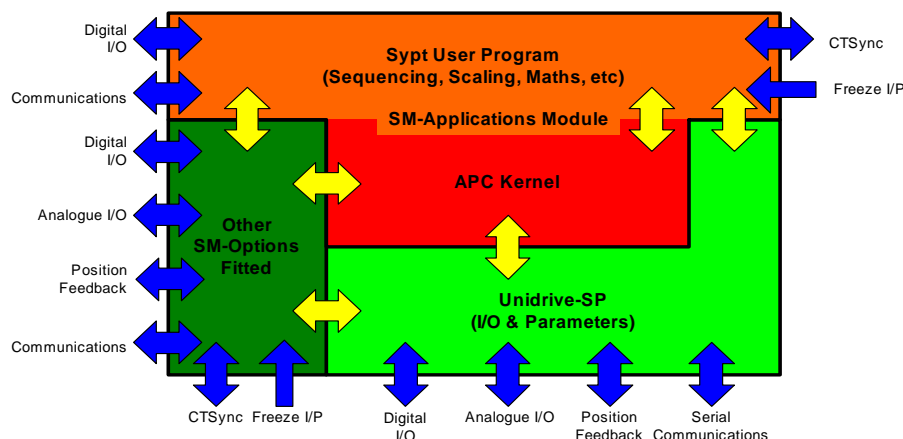 Digital
I/O
Sypt User Program
(Sequencing, Scaling, Maths, etc)
CTSync
Communications
Freeze I/P
SM-Applications Module
Digital
I/O
APC Kernel
Analogue I/O
Other
SM-Options
Fitted
Position
Feedback
Unidrive-SP
(I/O & Parameters)
Communications
CTSync
Freeze I/P
Digital
I/O
Analogue I/O
Position
Feedback
Serial
Communications